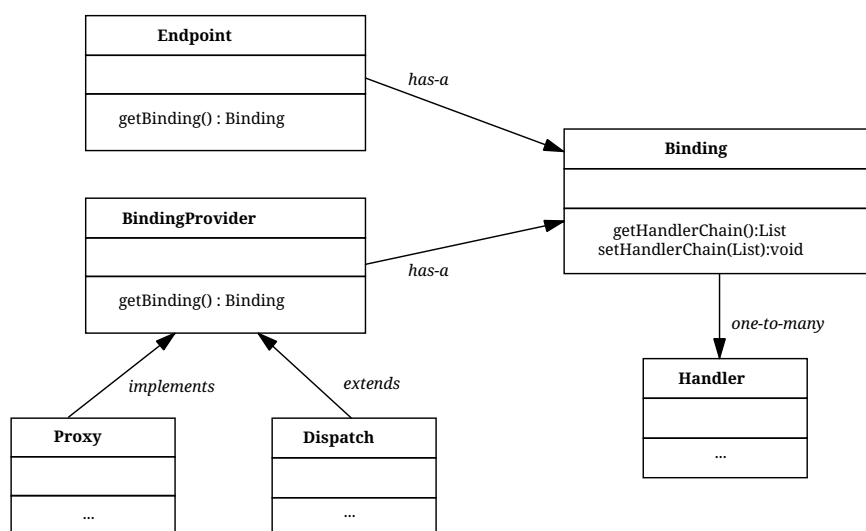 Endpoint
getBinding() : Binding
has-a
Binding
getHandlerChain():List
setHandlerChain(List):void
BindingProvider
getBinding() : Binding
has-a
one-to-many
Handler
...
implements
extends
Proxy
...
Dispatch
...